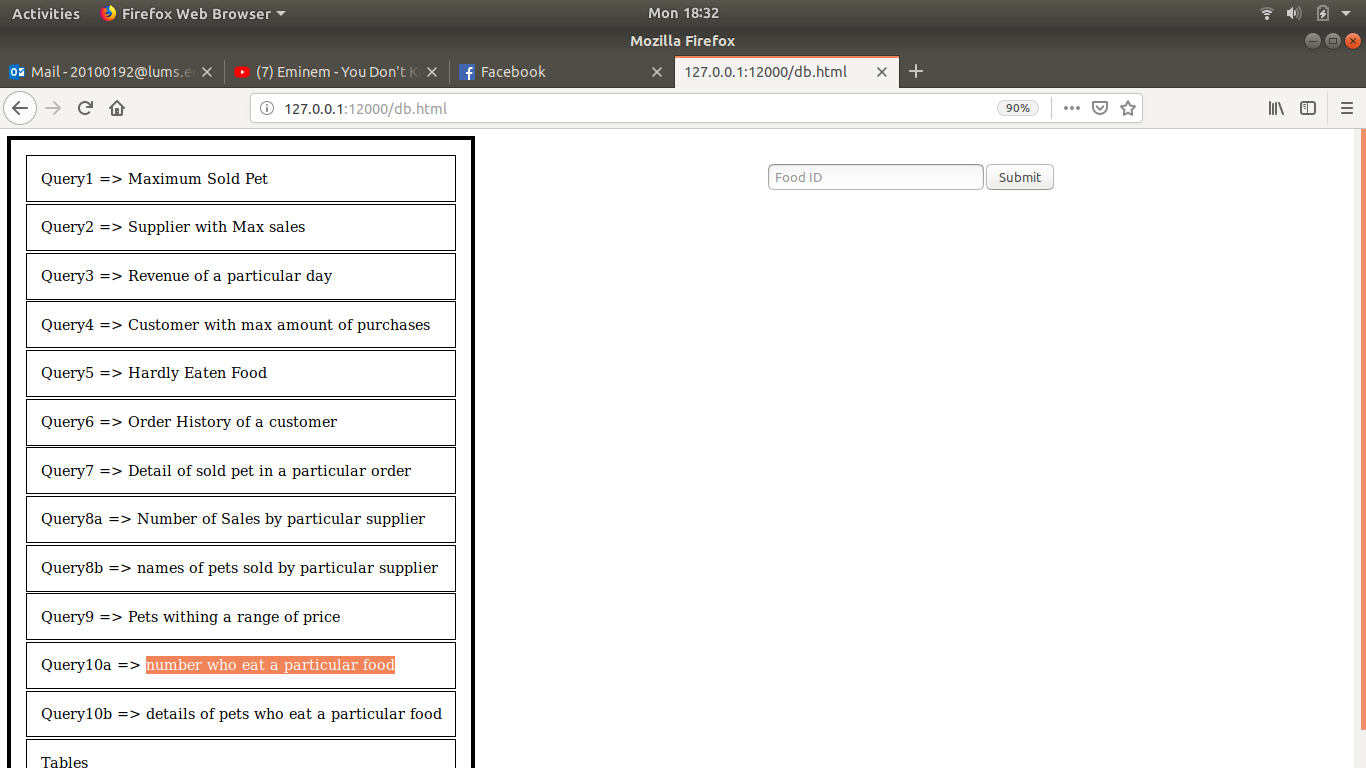 Activities Firefox Web Browser Mon 18:32
Mozilla Firefox
Mail - 20100192@lums.e (7) Eminem - You Don't K Facebook 127.0.0.1:12000/db.html
127.0.0.1:12000/db.html 90%
Query1 => Maximum Sold Pet
Food ID Submit
Query2 => Supplier with Max sales
Query3 => Revenue of a particular day
Query4 => Customer with max amount of purchases
Query5 => Hardly Eaten Food
Query6 => Order History of a customer
Query7 => Detail of sold pet in a particular order
Query8a => Number of Sales by particular supplier
Query8b => names of pets sold by particular supplier
Query9 => Pets withing a range of price
Query10a => number who eat a particular food
Query10b => details of pets who eat a particular food
Tables